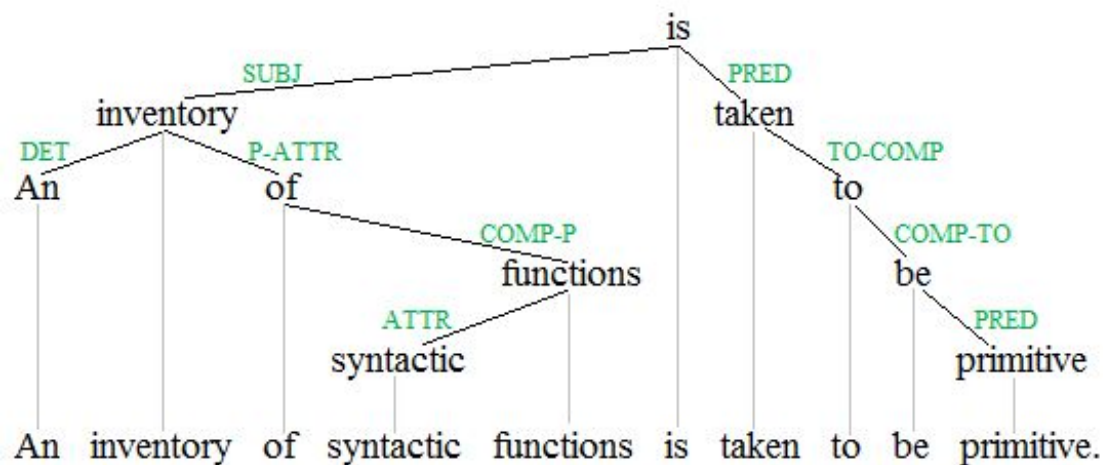 is
SUBJ PRED
inventory taken
DET P-ATTR TO-COMP
An of to
COMP-P COMP-TO
functions be
ATTR PRED
syntactic primitive
An inventory of syntactic functions is taken to be primitive.